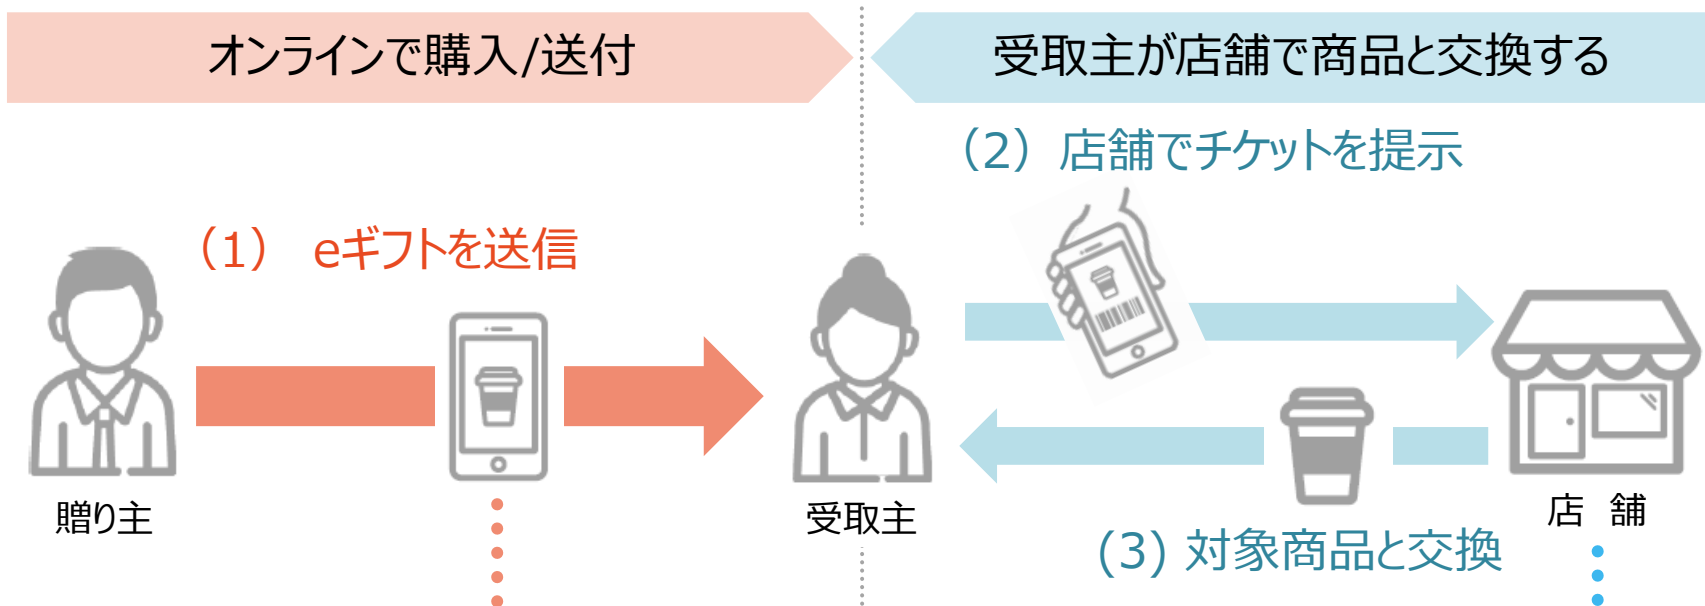 オンラインで購入/送付
受取主が店舗で商品と交換する
(2) 店舗でチケットを提示
(1) eギフトを送信
贈り主
受取主
店 舗
(3) 対象商品と交換